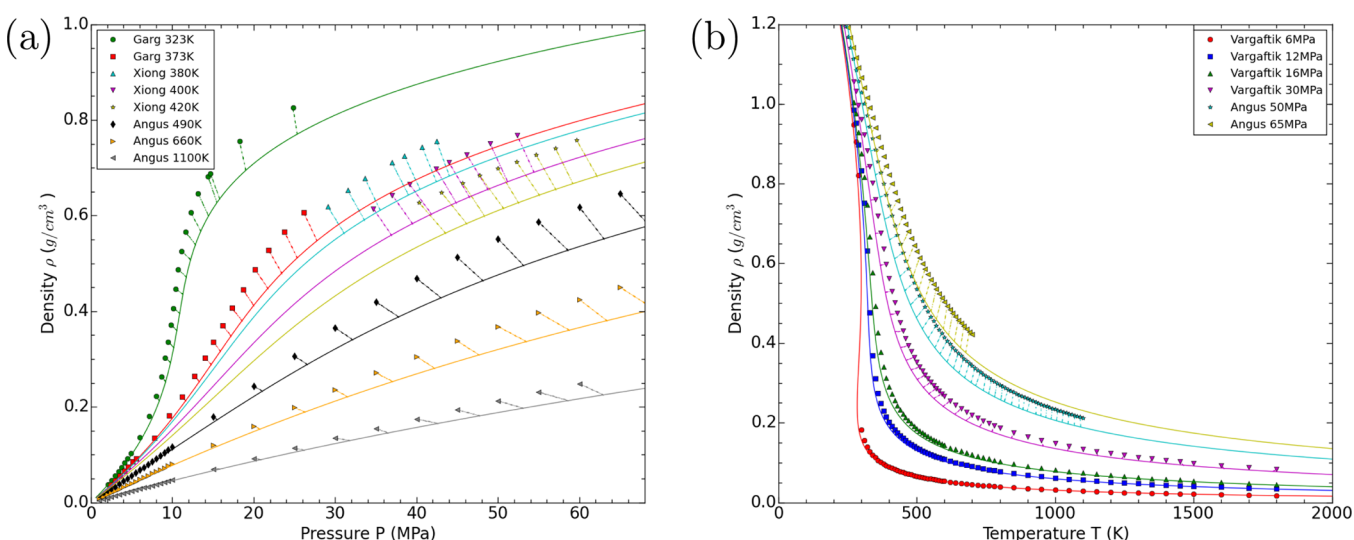 (a)
Density ρ (g/cm³)
1.0
0.8
0.6
0.4
0.2
0.0
Garg 323K
Garg 373K
Xiong 380K
Xiong 400K
Xiong 420K
Angus 490K
Angus 660K
Angus 1100K
0 10 20 30 40 50 60
Pressure P (MPa)
(b)
Density ρ (g/cm³)
1.2
1.0
0.8
0.6
0.4
0.2
0.0
Vargaftik 6MPa
Vargaftik 12MPa
Vargaftik 16MPa
Vargaftik 30MPa
Angus 50MPa
Angus 65MPa
500 1000 1500 2000
Temperature T (K)